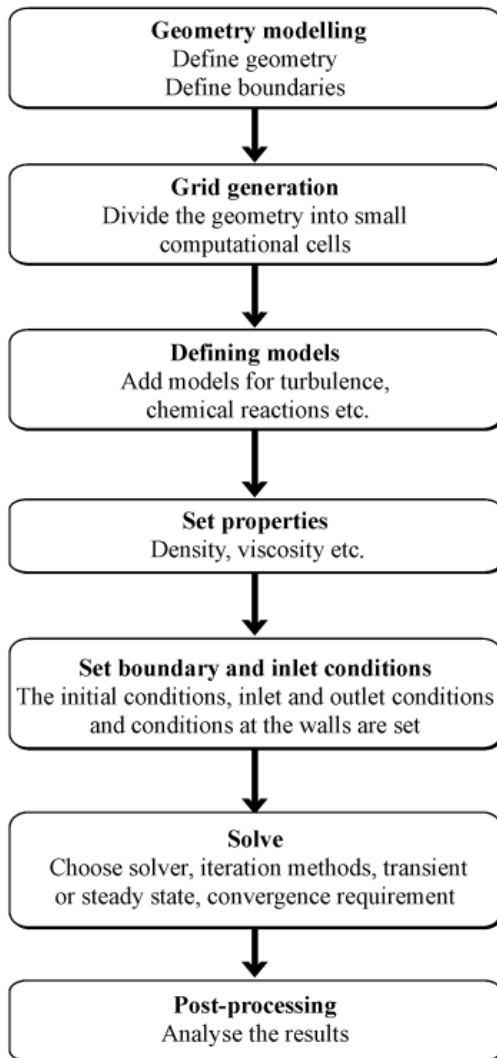 Geometry modelling
Define geometry
Define boundaries
Grid generation
Divide the geometry into small
computational cells
Defining models
Add models for turbulence,
chemical reactions etc.
Set properties
Density, viscosity etc.
Set boundary and inlet conditions
The initial conditions, inlet and outlet conditions
and conditions at the walls are set
Solve
Choose solver, iteration methods, transient
or steady state, convergence requirement
Post-processing
Analyse the results